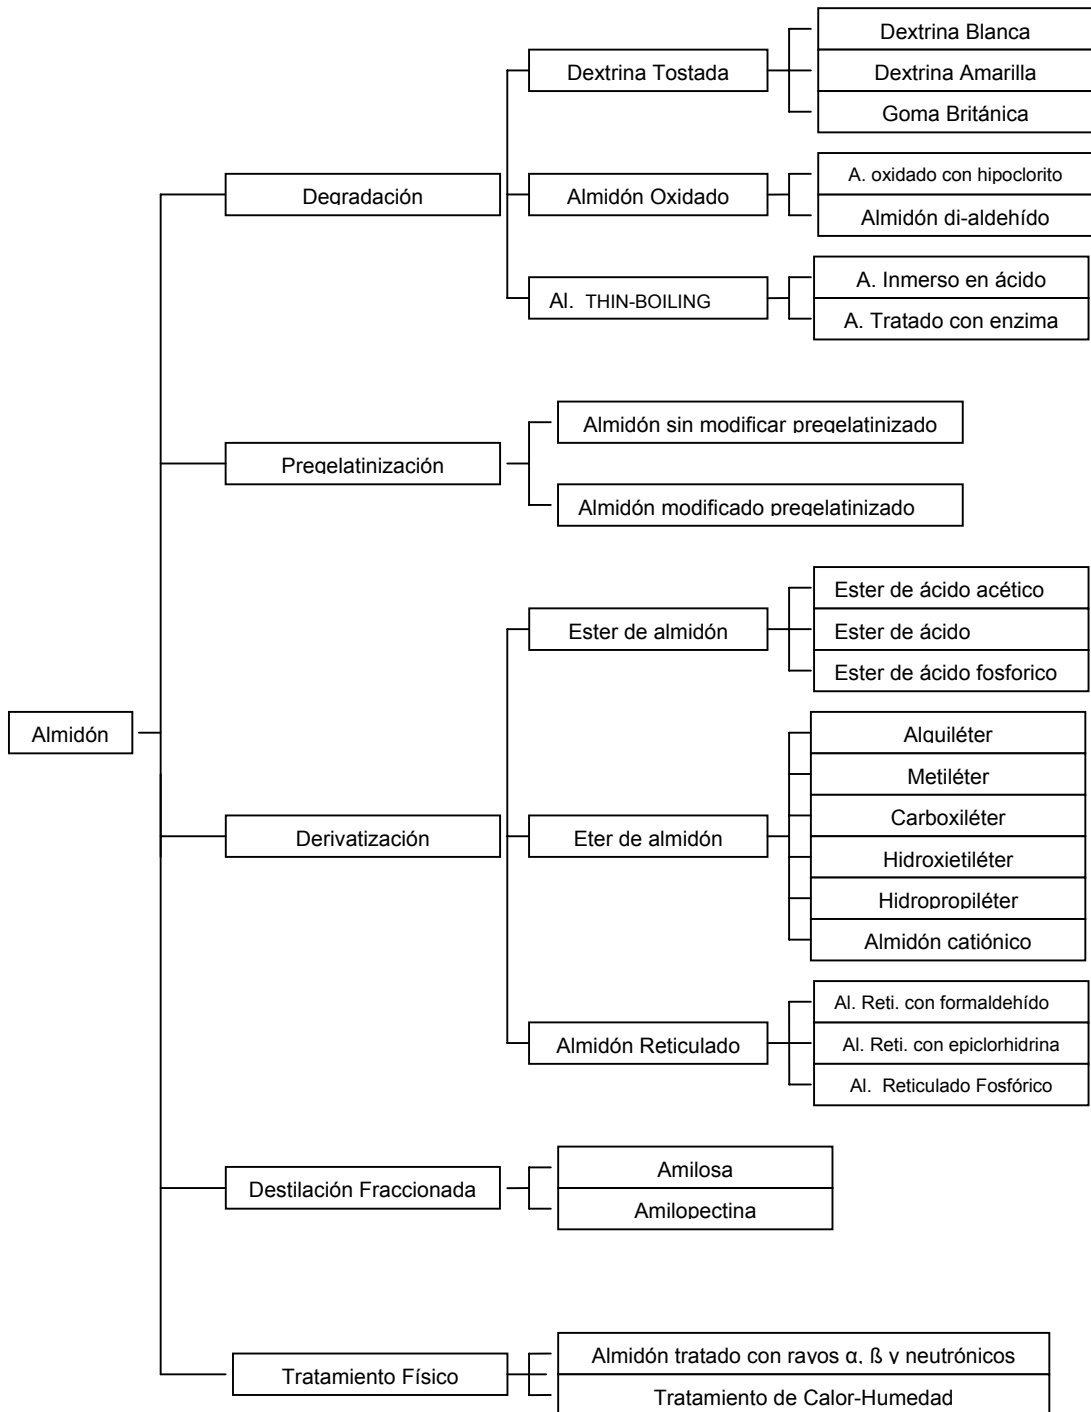 Dextrina Blanca
Dextrina Tostada
Dextrina Amarilla
Goma Británica
A. oxidado con hipoclorito
Degradación
Almidón Oxidado
Almidón di-aldehído
A. Inmerso en ácido
Al. THIN-BOILING
A. Tratado con enzima
Almidón sin modificar pregelatinizado
Pregelatinización
Almidón modificado pregelatinizado
Ester de ácido acético
Ester de almidón
Ester de ácido
Ester de ácido fosforico
Almidón
Alquiléter
Metiléter
Carboxiléter
Derivatización
Eter de almidón
Hidroxietiléter
Hidropropiléter
Almidón catiónico
Al. Reti. con formaldehído
Almidón Reticulado
Al. Reti. con epiclorhidrina
Al. Reticulado Fosfórico
Amilosa
Destilación Fraccionada
Amilopectina
Almidón tratado con rayos α, ß y neutrónicos
Tratamiento Físico
Tratamiento de Calor-Humedad